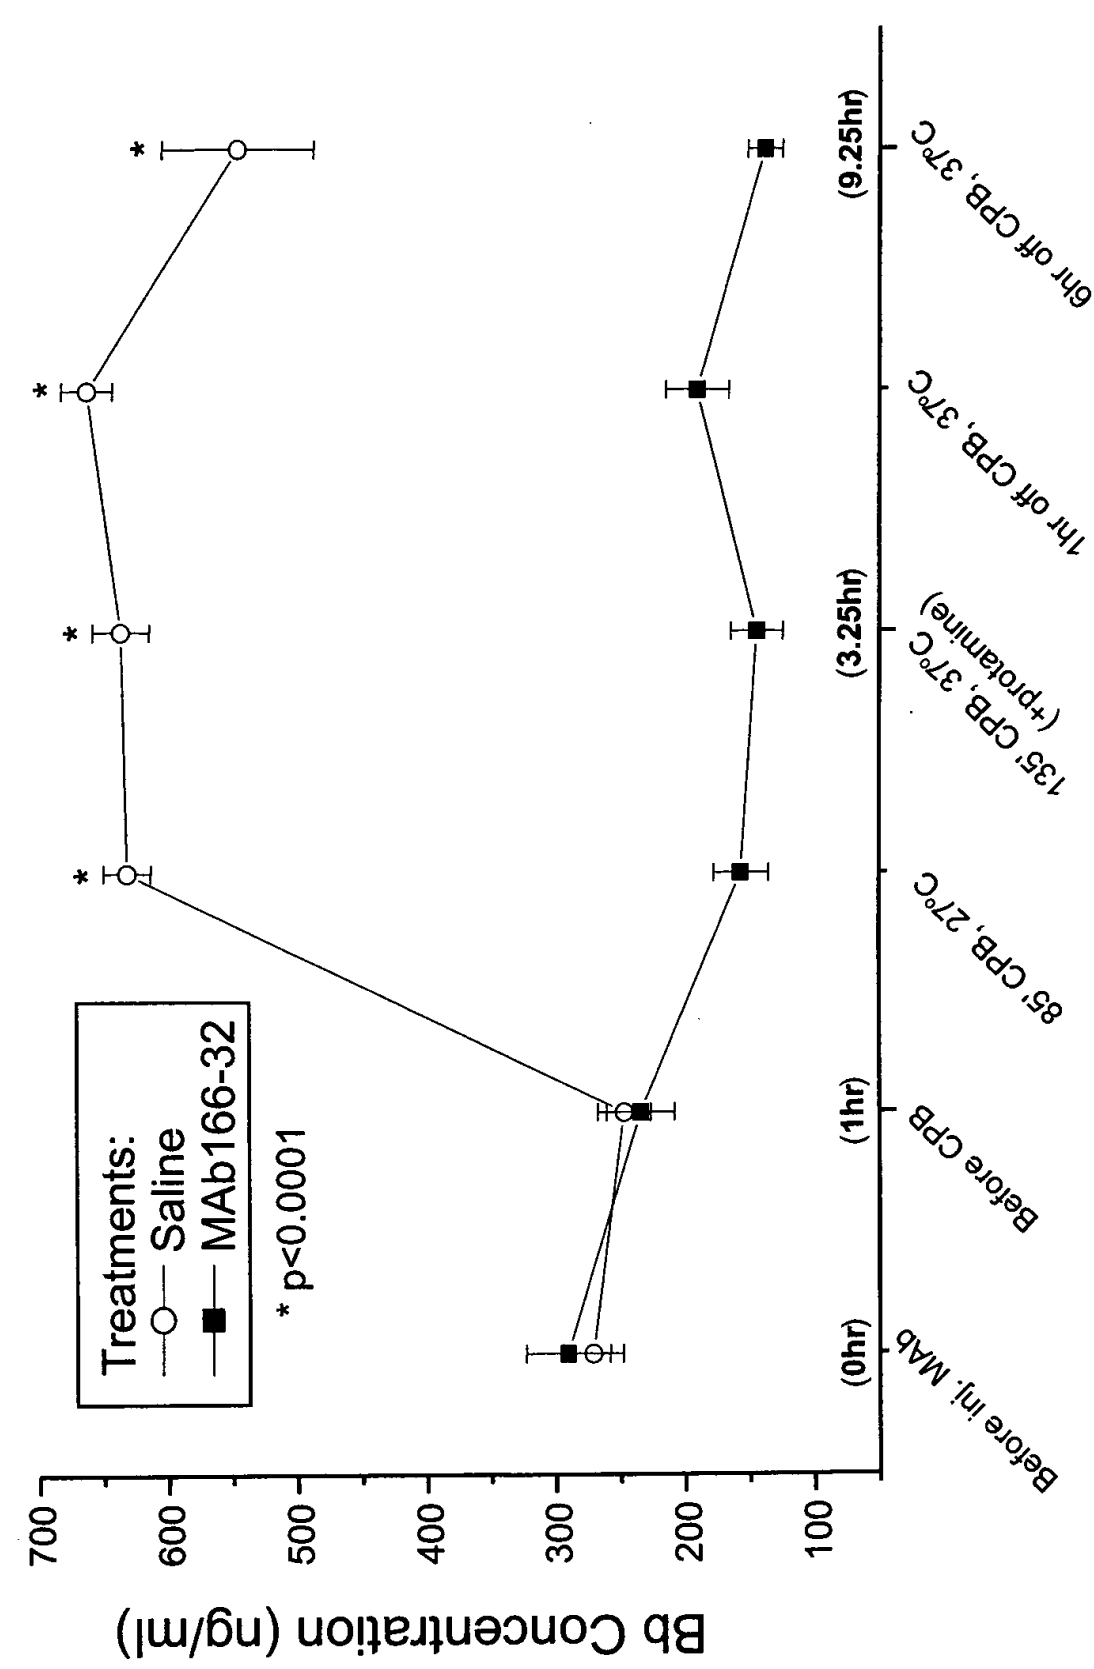 Bb Concentration (ng/ml)
700
600
500
400
300
200
100
Treatments:
Saline
MAb166-32
* p<0.0001
*
*
*
*
(0hr)
(1hr)
(3.25hr)
(9.25hr)
Before inj. MAb
Before CPB
85' CPB, 27°C
135' CPB, 37°C
(+protamine)
1hr off CPB, 37°C
6hr off CPB, 37°C